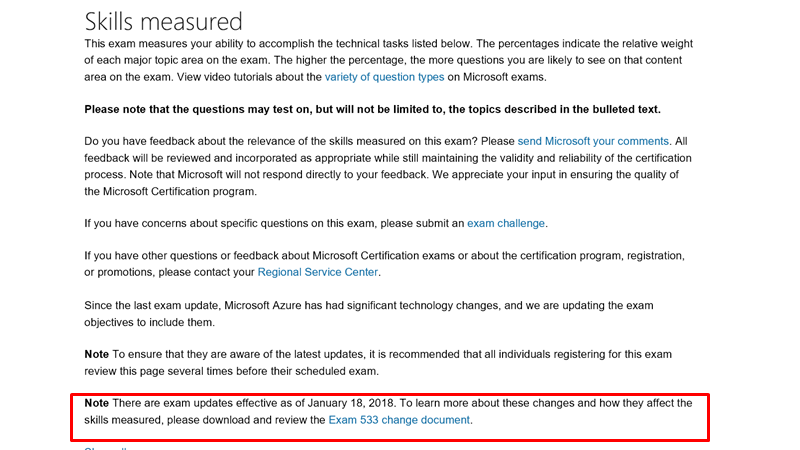 Skills measured
This exam measures your ability to accomplish the technical tasks listed below. The percentages indicate the relative weight
of each major topic area on the exam. The higher the percentage, the more questions you are likely to see on that content
area on the exam. View video tutorials about the variety of question types on Microsoft exams.
Please note that the questions may test on, but will not be limited to, the topics described in the bulleted text.
Do you have feedback about the relevance of the skills measured on this exam? Please send Microsoft your comments. All
feedback will be reviewed and incorporated as appropriate while still maintaining the validity and reliability of the certification
process. Note that Microsoft will not respond directly to your feedback. We appreciate your input in ensuring the quality of
the Microsoft Certification program.
If you have concerns about specific questions on this exam, please submit an exam challenge.
If you have other questions or feedback about Microsoft Certification exams or about the certification program, registration,
or promotions, please contact your Regional Service Center.
Since the last exam update, Microsoft Azure has had significant technology changes, and we are updating the exam
objectives to include them.
Note To ensure that they are aware of the latest updates, it is recommended that all individuals registering for this exam
review this page several times before their scheduled exam.
Note There are exam updates effective as of January 18, 2018. To learn more about these changes and how they affect the
skills measured, please download and review the Exam 533 change document.